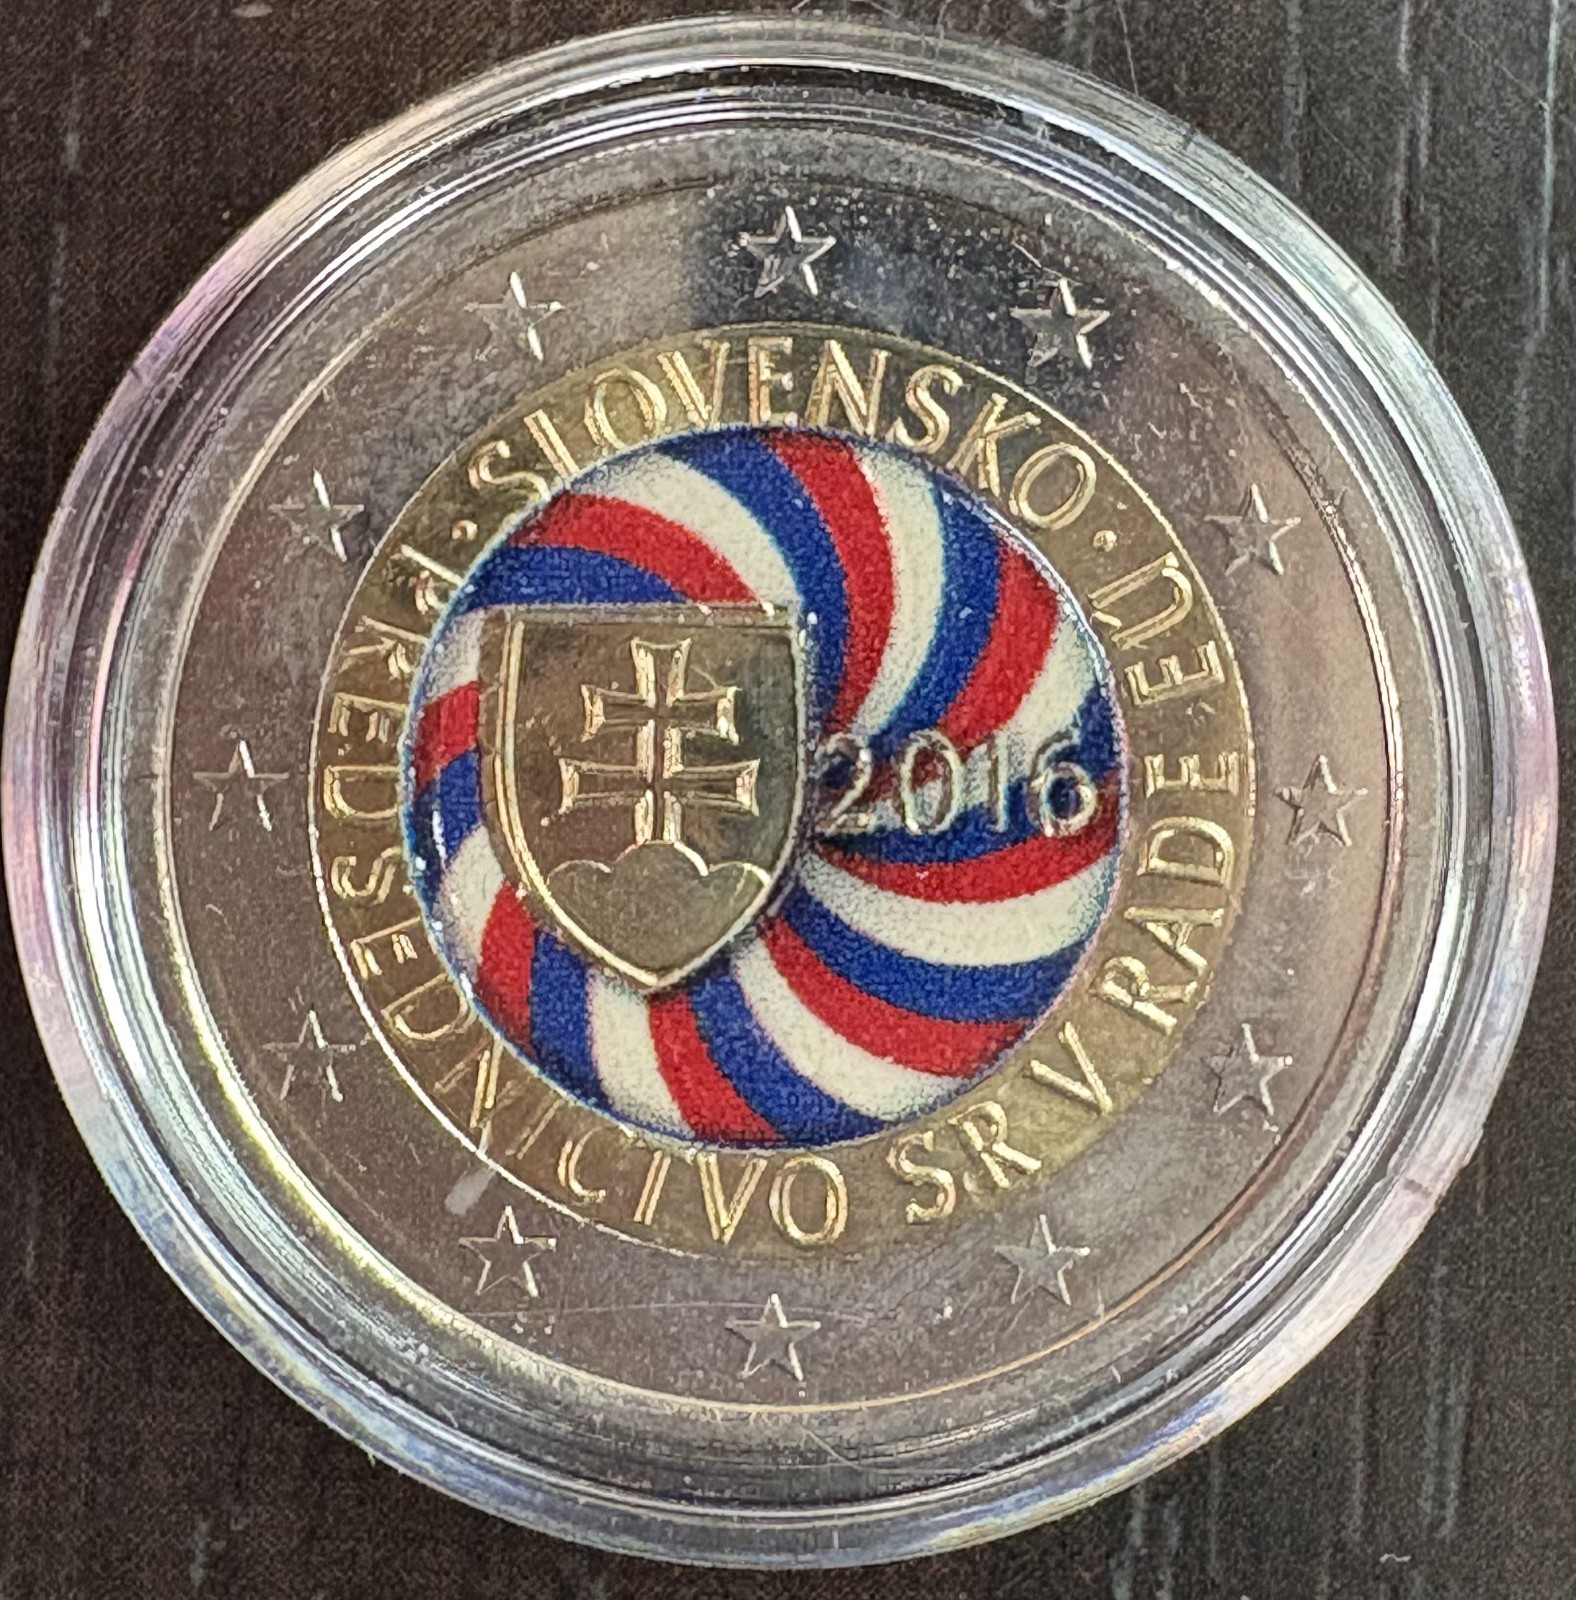 · SLOVENSKO · PREDSEDNÍCTVO SR V RADE EÚ
2016